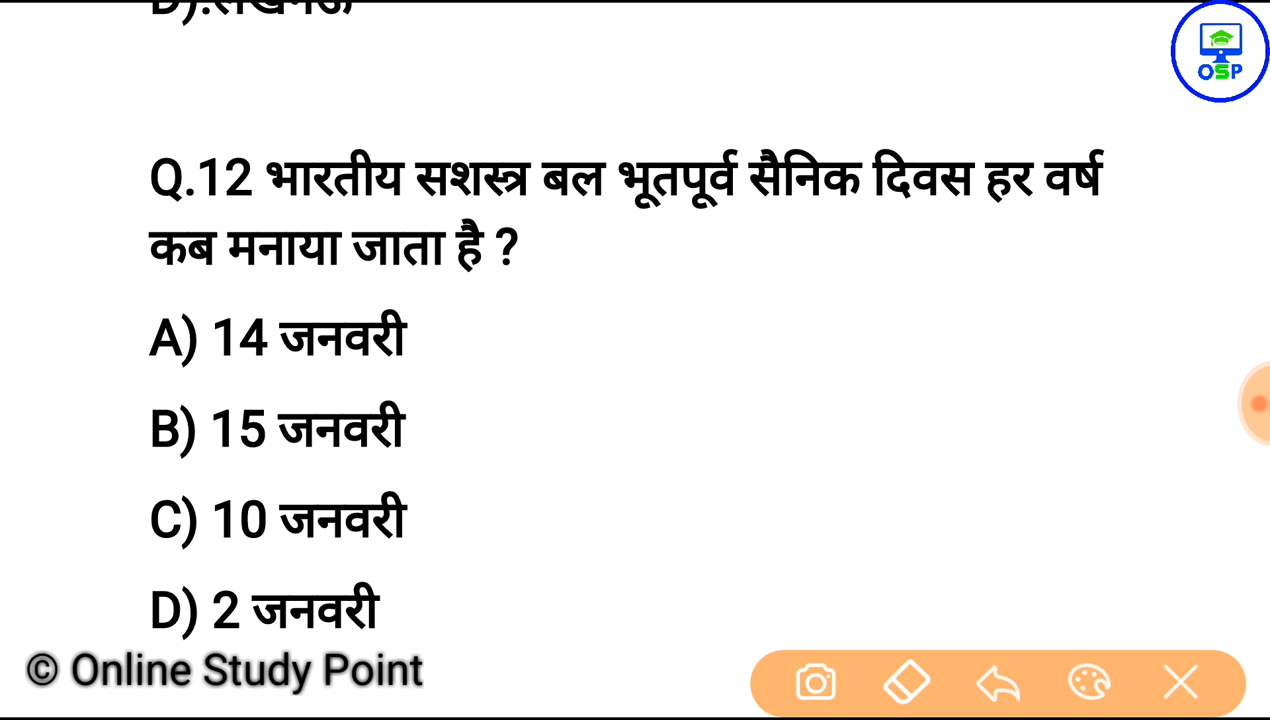 OSP
Q.12 भारतीय सशस्त्र बल भूतपूर्व सैनिक दिवस हर वर्ष
कब मनाया जाता है ?
A) 14 जनवरी
B) 15 जनवरी
C) 10 जनवरी
D) 2 जनवरी
© Online Study Point